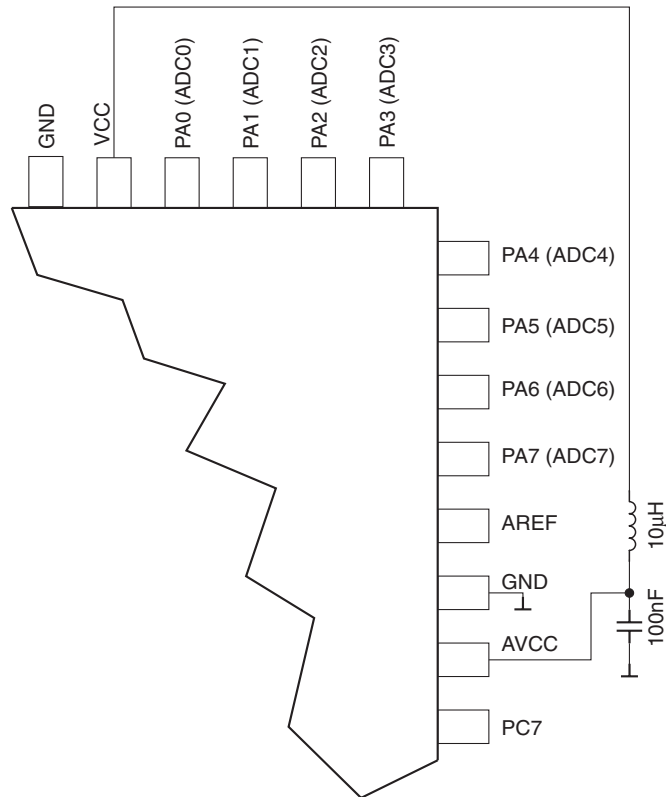 GND
VCC
PA0 (ADC0)
PA1 (ADC1)
PA2 (ADC2)
PA3 (ADC3)
PA4 (ADC4)
PA5 (ADC5)
PA6 (ADC6)
PA7 (ADC7)
AREF
10μH
GND
100nF
AVCC
PC7